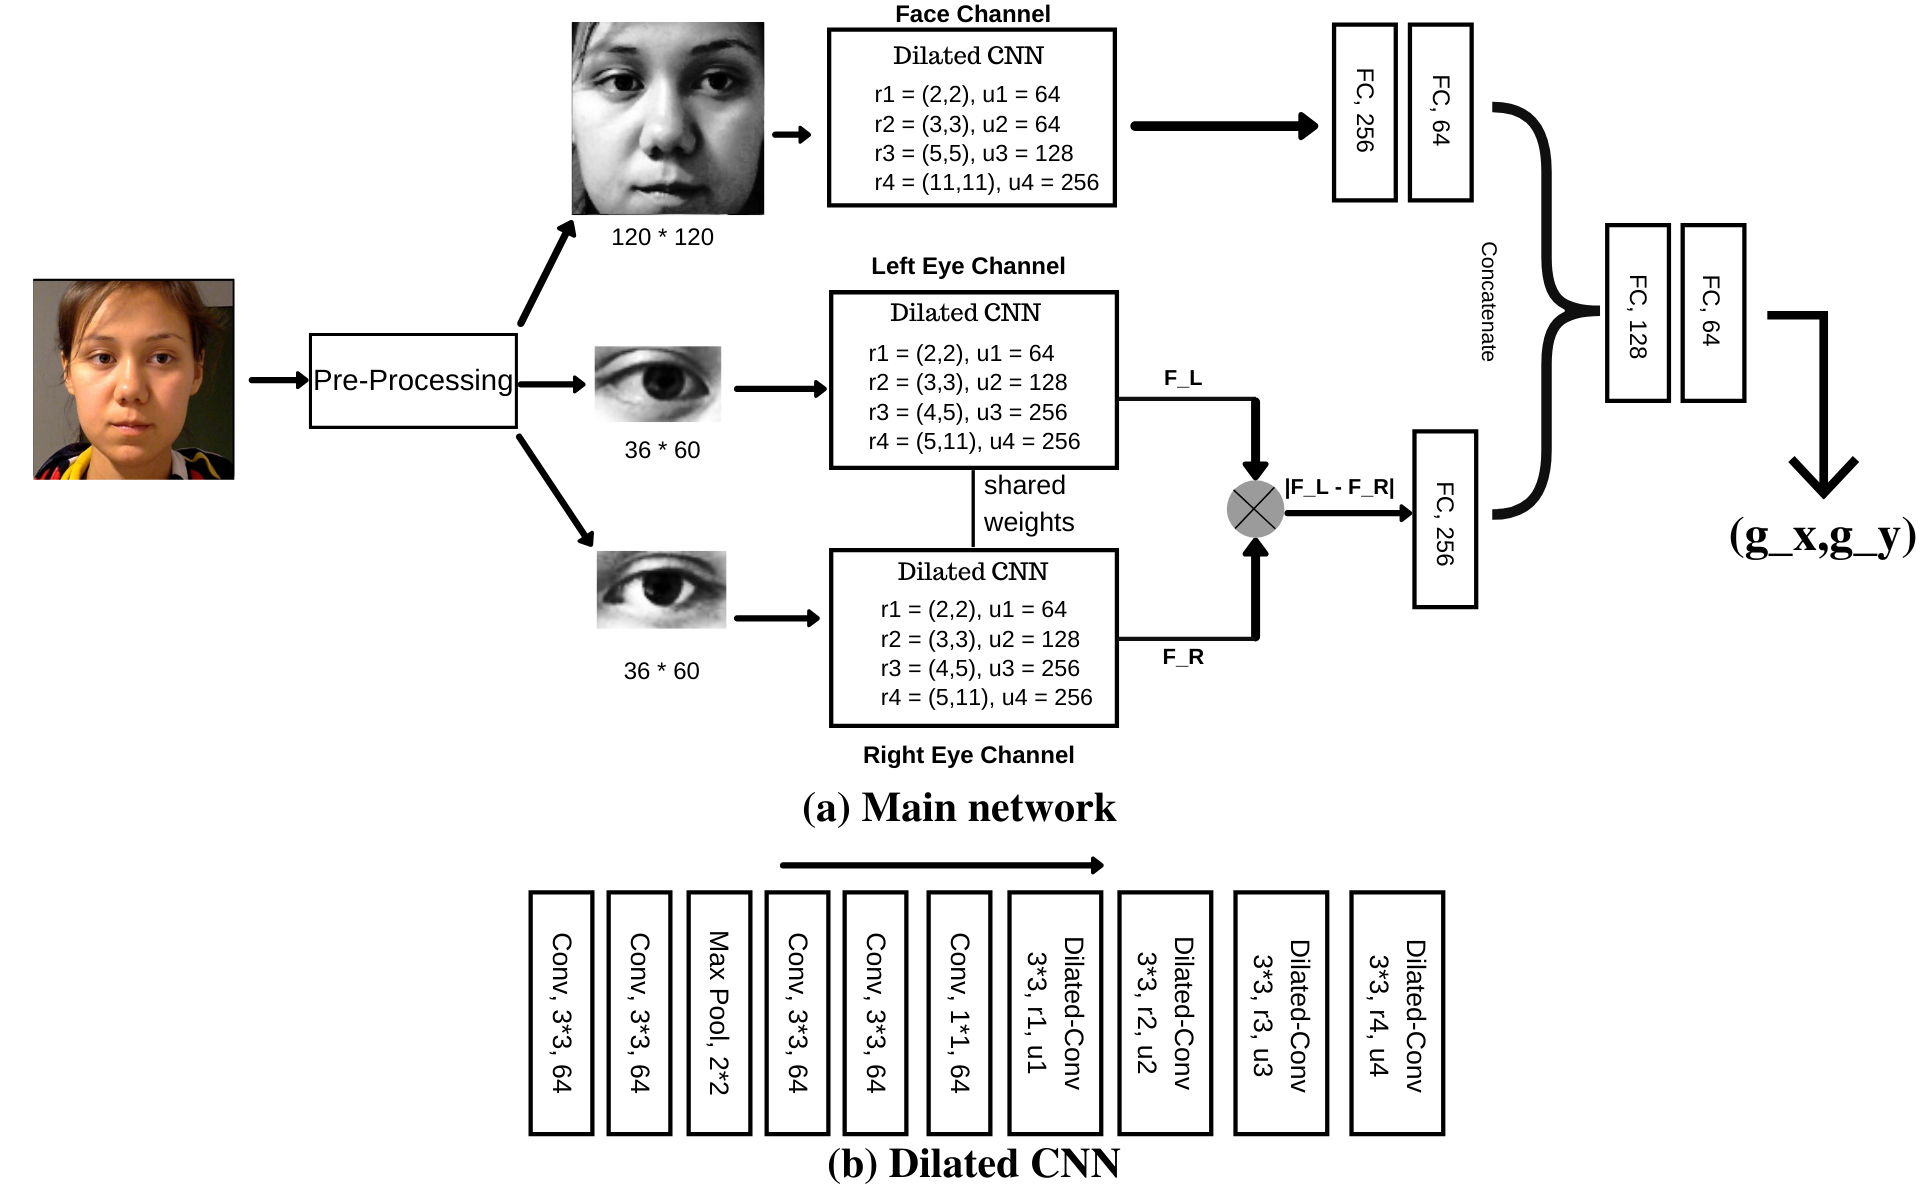 Face Channel
Dilated CNN
r1 = (2,2), u1 = 64
r2 = (3,3), u2 = 64
r3 = (5,5), u3 = 128
r4 = (11,11), u4 = 256
120 * 120
FC, 256
FC, 64
Pre-Processing
Left Eye Channel
Dilated CNN
r1 = (2,2), u1 = 64
r2 = (3,3), u2 = 128
r3 = (4,5), u3 = 256
r4 = (5,11), u4 = 256
36 * 60
shared
weights
F_L
Dilated CNN
r1 = (2,2), u1 = 64
r2 = (3,3), u2 = 128
r3 = (4,5), u3 = 256
r4 = (5,11), u4 = 256
36 * 60
Right Eye Channel
F_R
|F_L - F_R|
FC, 256
Concatenate
FC, 128
FC, 64
(g_x,g_y)
(a) Main network
Conv, 3*3, 64
Conv, 3*3, 64
Max Pool, 2*2
Conv, 3*3, 64
Conv, 3*3, 64
Conv, 1*1, 64
Dilated-Conv
3*3, r1, u1
Dilated-Conv
3*3, r2, u2
Dilated-Conv
3*3, r3, u3
Dilated-Conv
3*3, r4, u4
(b) Dilated CNN